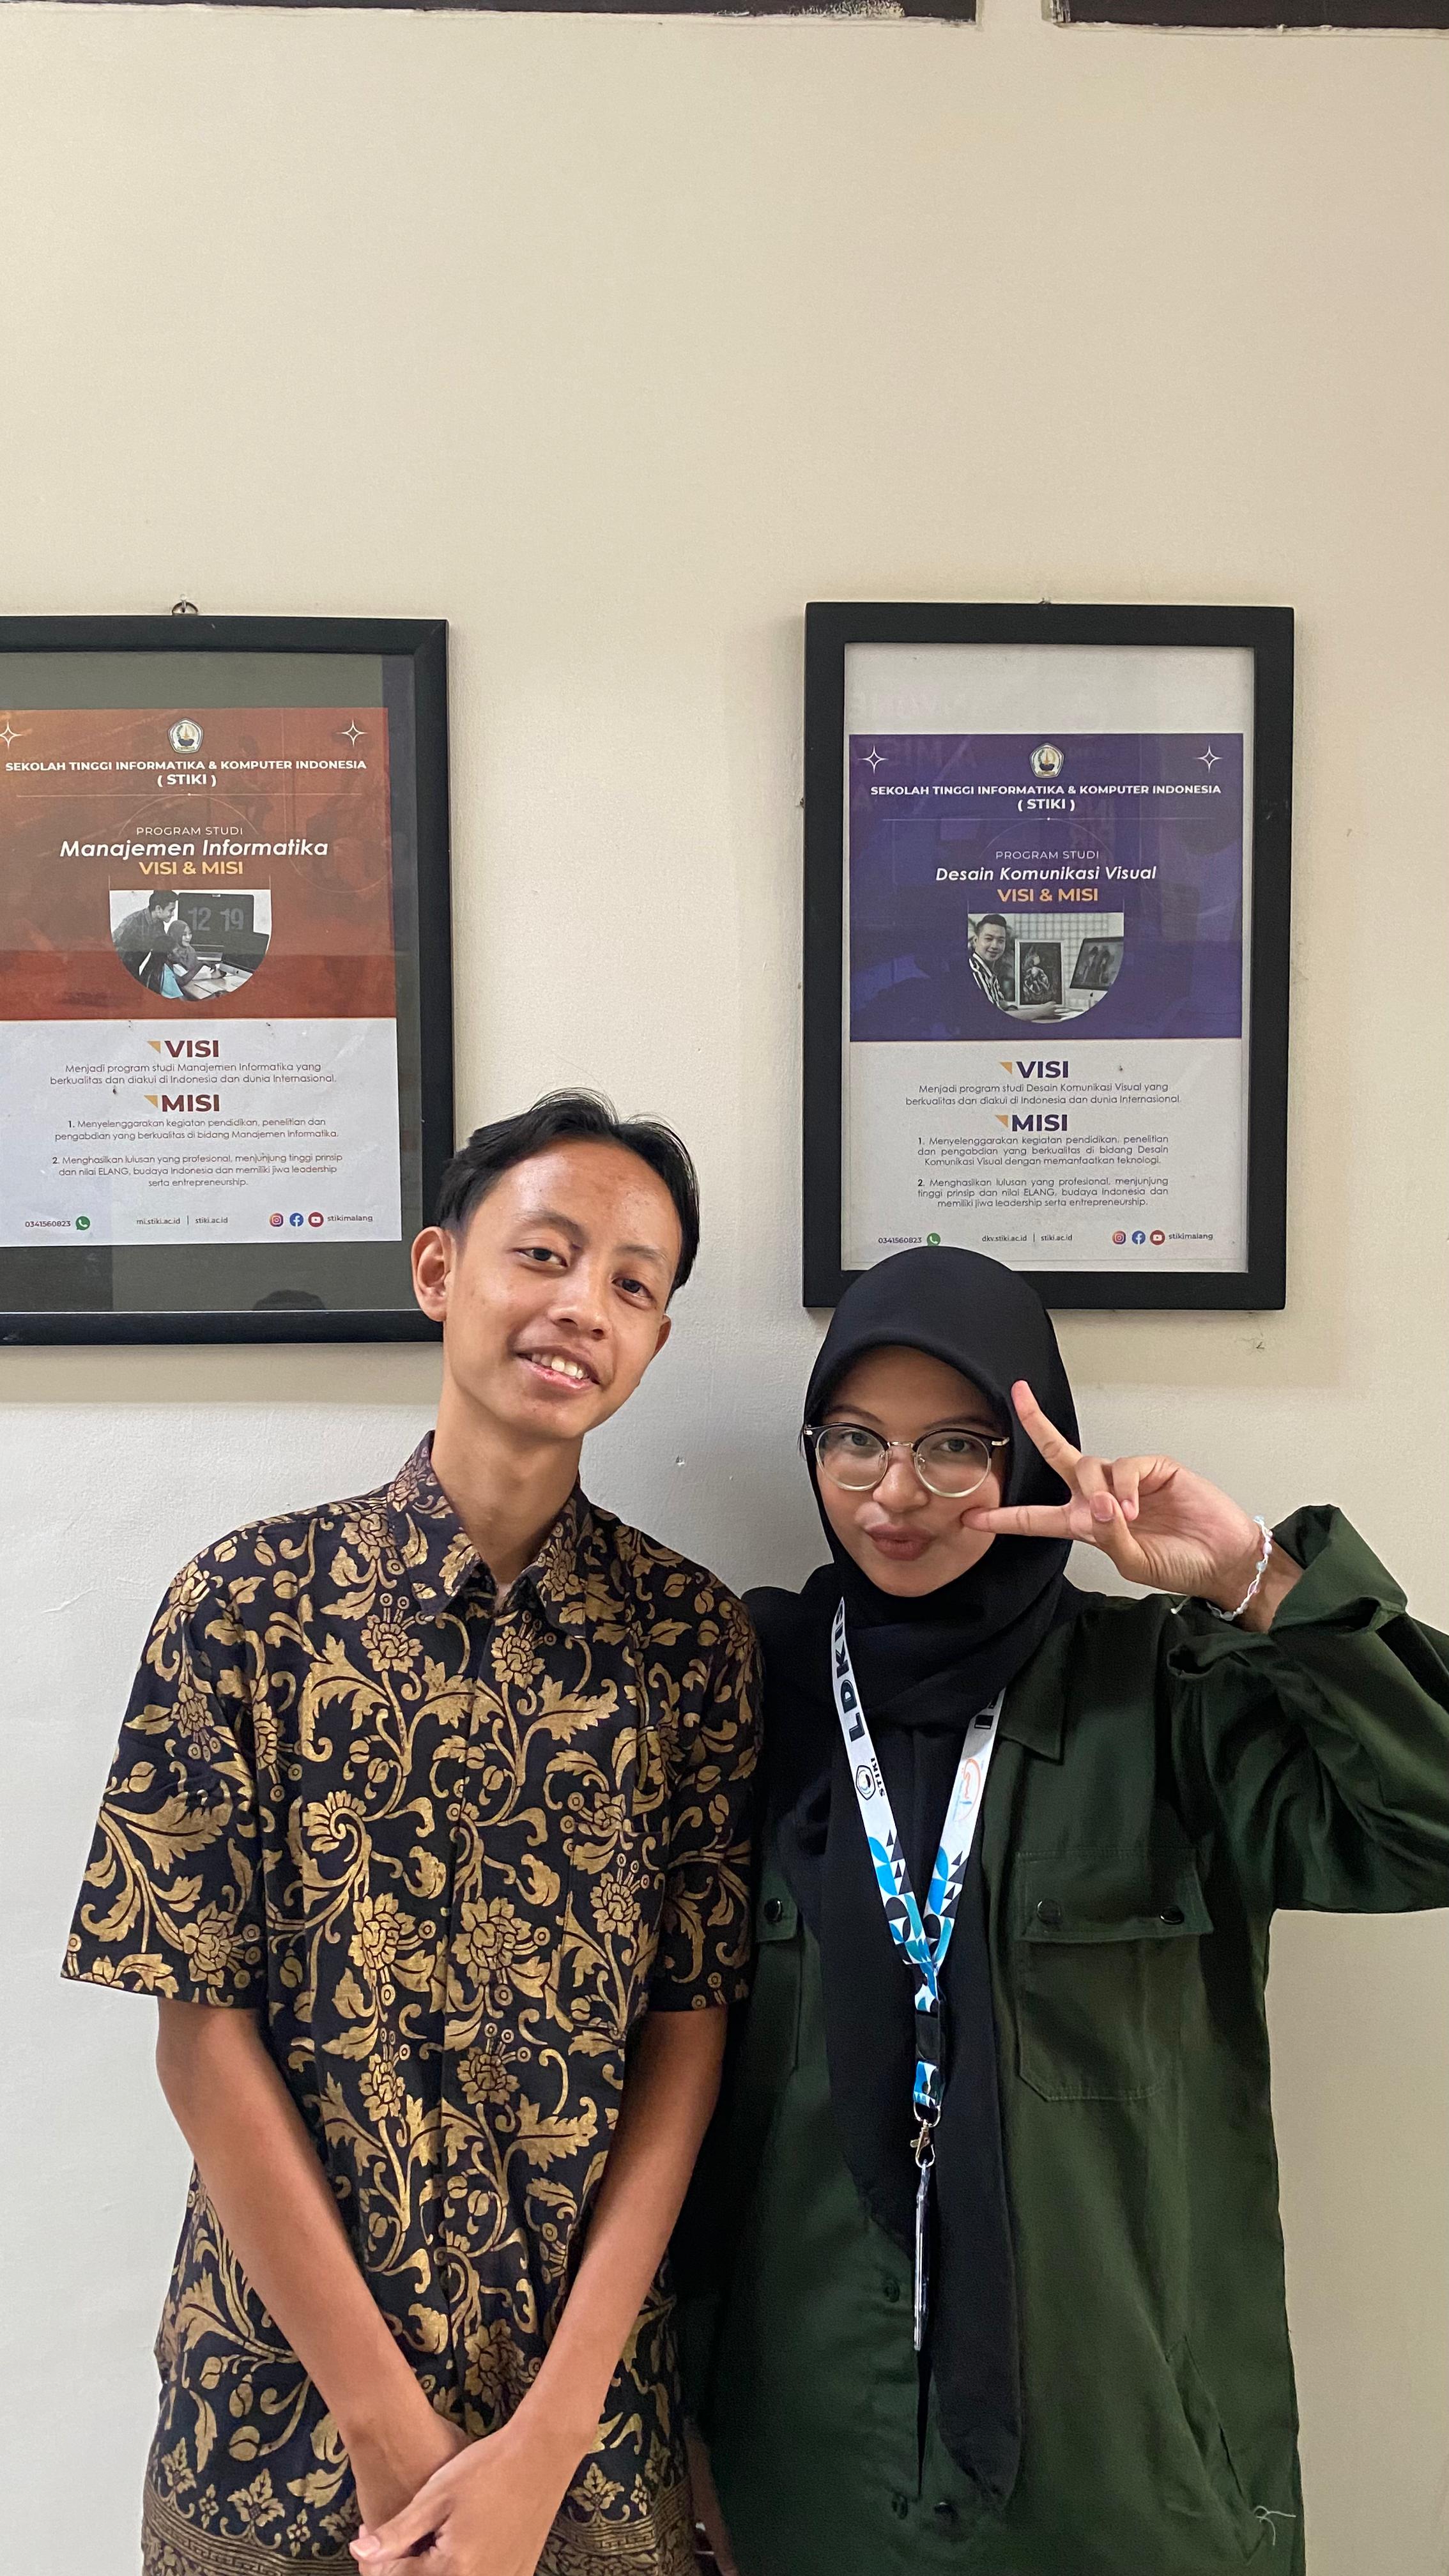 SEKOLAH TINGGI INFORMATIKA & KOMPUTER INDONESIA
( STIKI )
PROGRAM STUDI
Manajemen Informatika
VISI & MISI
12 19
VISI
Menjadi program studi Manajemen Informatika yang
berkualitas dan diakui di Indonesia dan dunia Internasional.
MISI
1. Menyelenggarakan kegiatan pendidikan, penelitian dan
pengabdian yang berkualitas di bidang Manajemen Informatika.
2. Menghasilkan lulusan yang profesional, menjunjung tinggi prinsip
dan nilai ELANG, budaya Indonesia dan memiliki jiwa leadership
serta entrepreneurship.
0341560823 mi.stiki.ac.id | stiki.ac.id stikimalang
SEKOLAH TINGGI INFORMATIKA & KOMPUTER INDONESIA
( STIKI )
PROGRAM STUDI
Desain Komunikasi Visual
VISI & MISI
VISI
Menjadi program studi Desain Komunikasi Visual yang
berkualitas dan diakui di Indonesia dan dunia Internasional.
MISI
1. Menyelenggarakan kegiatan pendidikan, penelitian
dan pengabdian yang berkualitas di bidang Desain
Komunikasi Visual dengan memanfaatkan teknologi.
2. Menghasilkan lulusan yang profesional, menjunjung
tinggi prinsip dan nilai ELANG, budaya Indonesia dan
memiliki jiwa leadership serta entrepreneurship.
0341560823 dkv.stiki.ac.id | stiki.ac.id stikimalang
STIKI